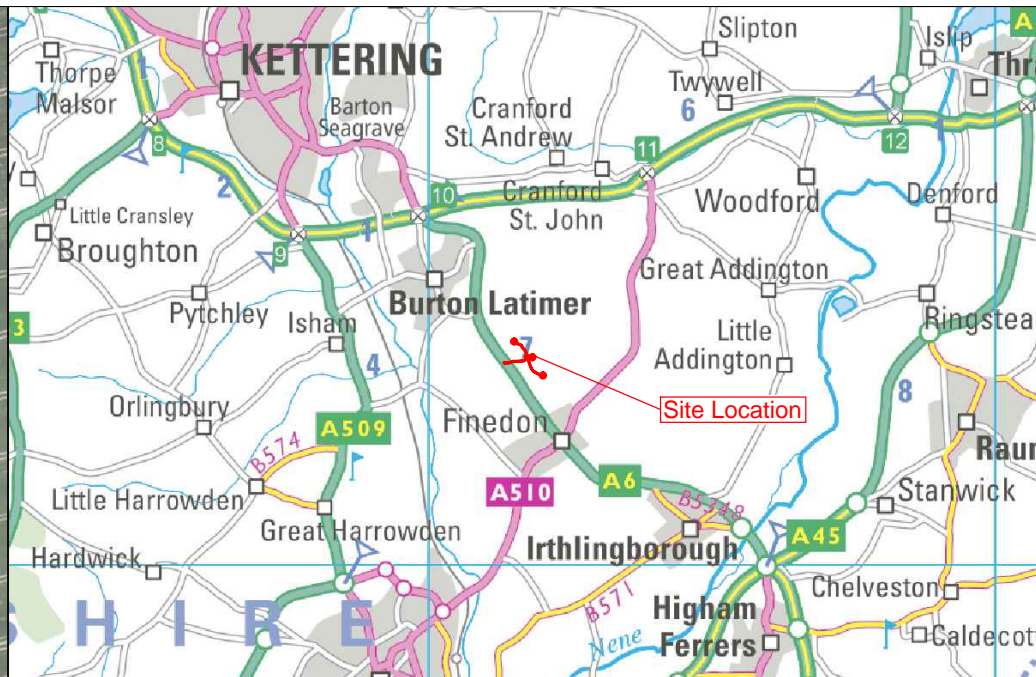 KETTERING
Thorpe
Malsor
Barton
Seagrave
Slipton
Islip
Thr
A
Twywell
6
1
12
1
Cranford
St. Andrew
11
8
2
10
1
9
Cranford
St. John
Woodford
Denford
Little Cransley
Broughton
Great Addington
Pytchley
Burton Latimer
Isham
3
4
7
Little
Addington
Ringstea
8
Site Location
Orlingbury
A509
Finedon
B574
Raun
Little Harrowden
A510
A6
B5348
Stanwick
Great Harrowden
Irthlingborough
A45
Hardwick
Chelveston
B571
Higham
Ferrers
Nene
Caldecot
SHIRE